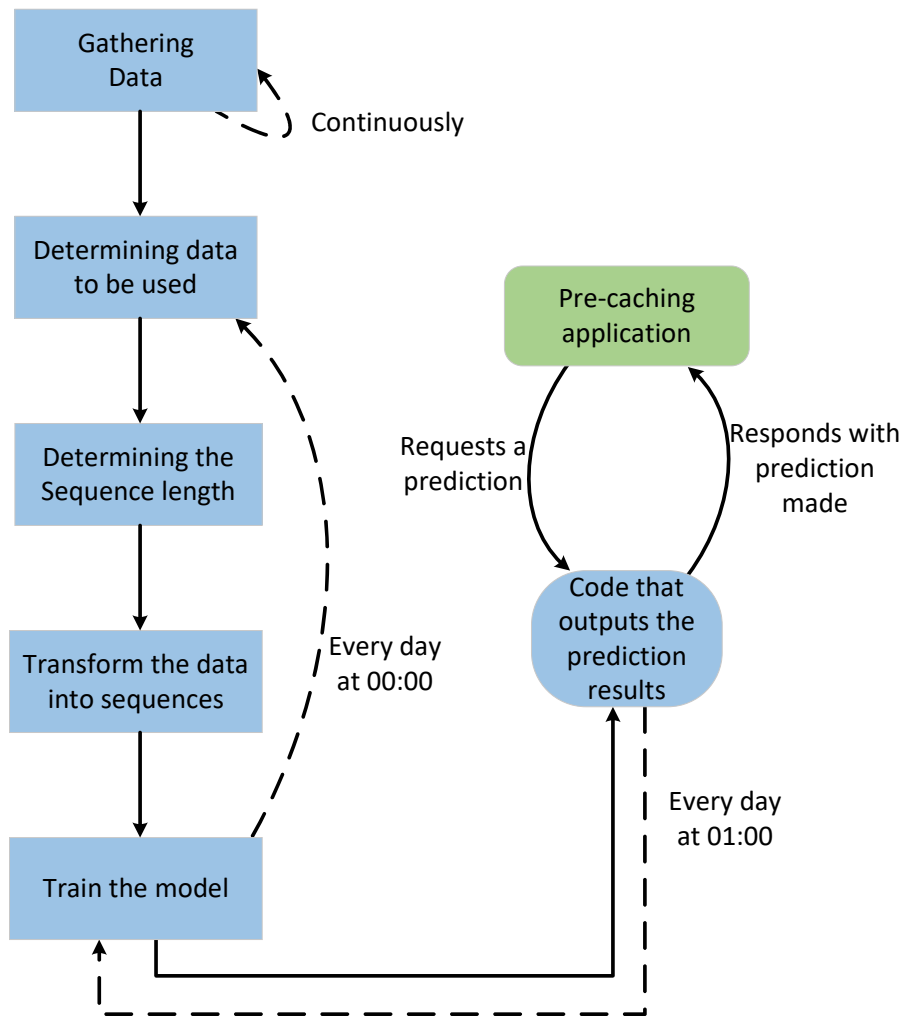 Gathering
Data
Continuously
Determining data
to be used
Determining the
Sequence length
Transform the data
into sequences
Train the model
Every day
at 00:00
Pre-caching
application
Requests a
prediction
Responds with
prediction
made
Code that
outputs the
prediction
results
Every day
at 01:00